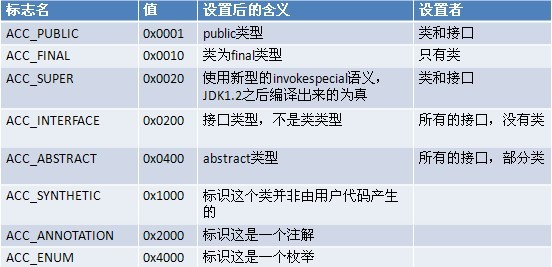 标志名 值 设置后的含义 设置者
ACC_PUBLIC 0x0001 public类型 类和接口
ACC_FINAL 0x0010 类为final类型 只有类
ACC_SUPER 0x0020 使用新型的invokespecial语义, 类和接口
JDK1.2之后编译出来的为真
ACC_INTERFACE 0x0200 接口类型，不是类类型 所有的接口，没有类
ACC_ABSTRACT 0x0400 abstract类型 所有的接口，部分类
ACC_SYNTHETIC 0x1000 标识这个类并非由用户代码产生
的
ACC_ANNOTATION 0x2000 标识这是一个注解
ACC_ENUM 0x4000 标识这是一个枚举